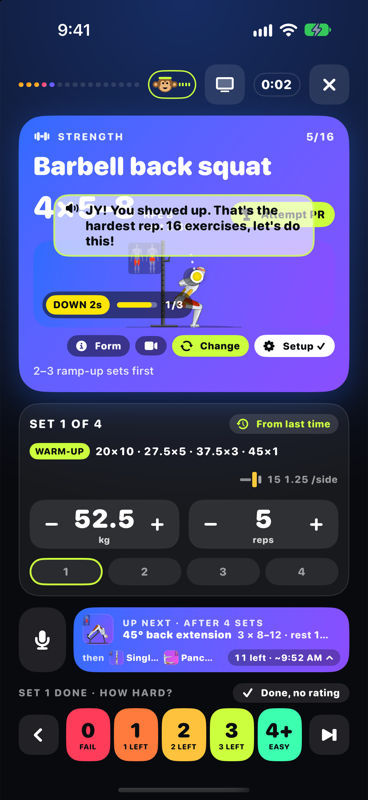 9:41
0:02
STRENGTH
5/16
Barbell back squat
4×5-8
Attempt PR
JY! You showed up. That's the
hardest rep. 16 exercises, let's do
this!
DOWN 2s
1/3
Form
Change
Setup ✓
2–3 ramp-up sets first
SET 1 OF 4
From last time
WARM-UP
20×10 · 27.5×5 · 37.5×3 · 45×1
15 1.25 /side
− 52.5 +
kg
− 5 +
reps
1
2
3
4
UP NEXT · AFTER 4 SETS
45° back extension 3 × 8–12 · rest 1…
then
Singl…
Panc…
11 left · ~9:52 AM
SET 1 DONE · HOW HARD?
✓ Done, no rating
0
FAIL
1
1 LEFT
2
2 LEFT
3
3 LEFT
4+
EASY